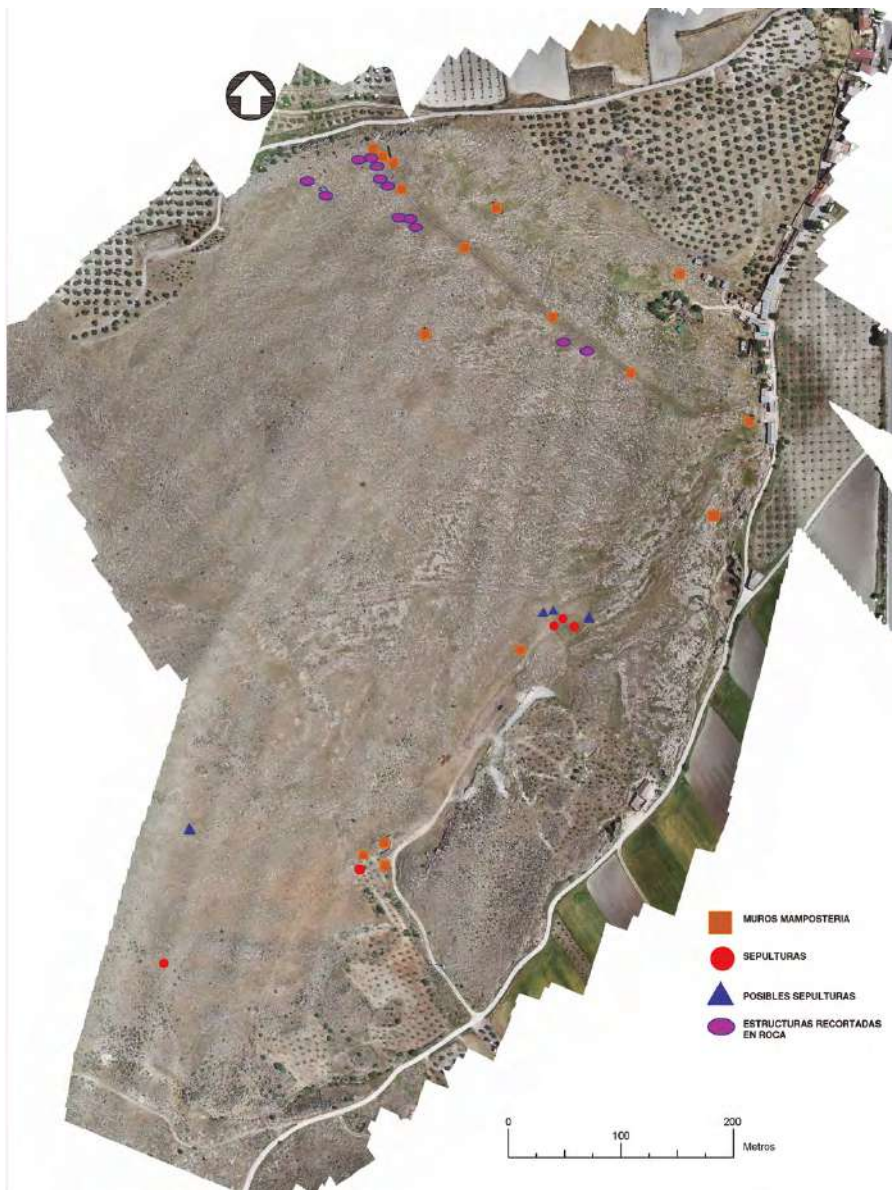 MUROS MAMPOSTERIA
SEPULTURAS
POSIBLES SEPULTURAS
ESTRUCTURAS RECORTADAS
EN ROCA
0 200
100
Metros